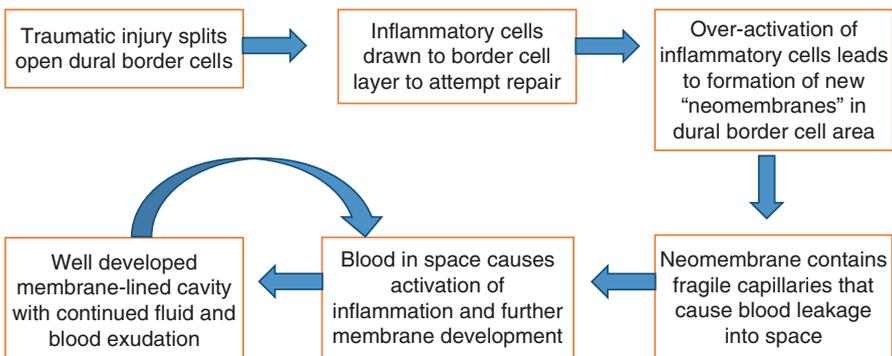 Traumatic injury splits
open dural border cells
Inflammatory cells
drawn to border cell
layer to attempt repair
Over-activation of
inflammatory cells leads
to formation of new
“neomembranes” in
dural border cell area
Neomembrane contains
fragile capillaries that
cause blood leakage
into space
Blood in space causes
activation of
inflammation and further
membrane development
Well developed
membrane-lined cavity
with continued fluid and
blood exudation